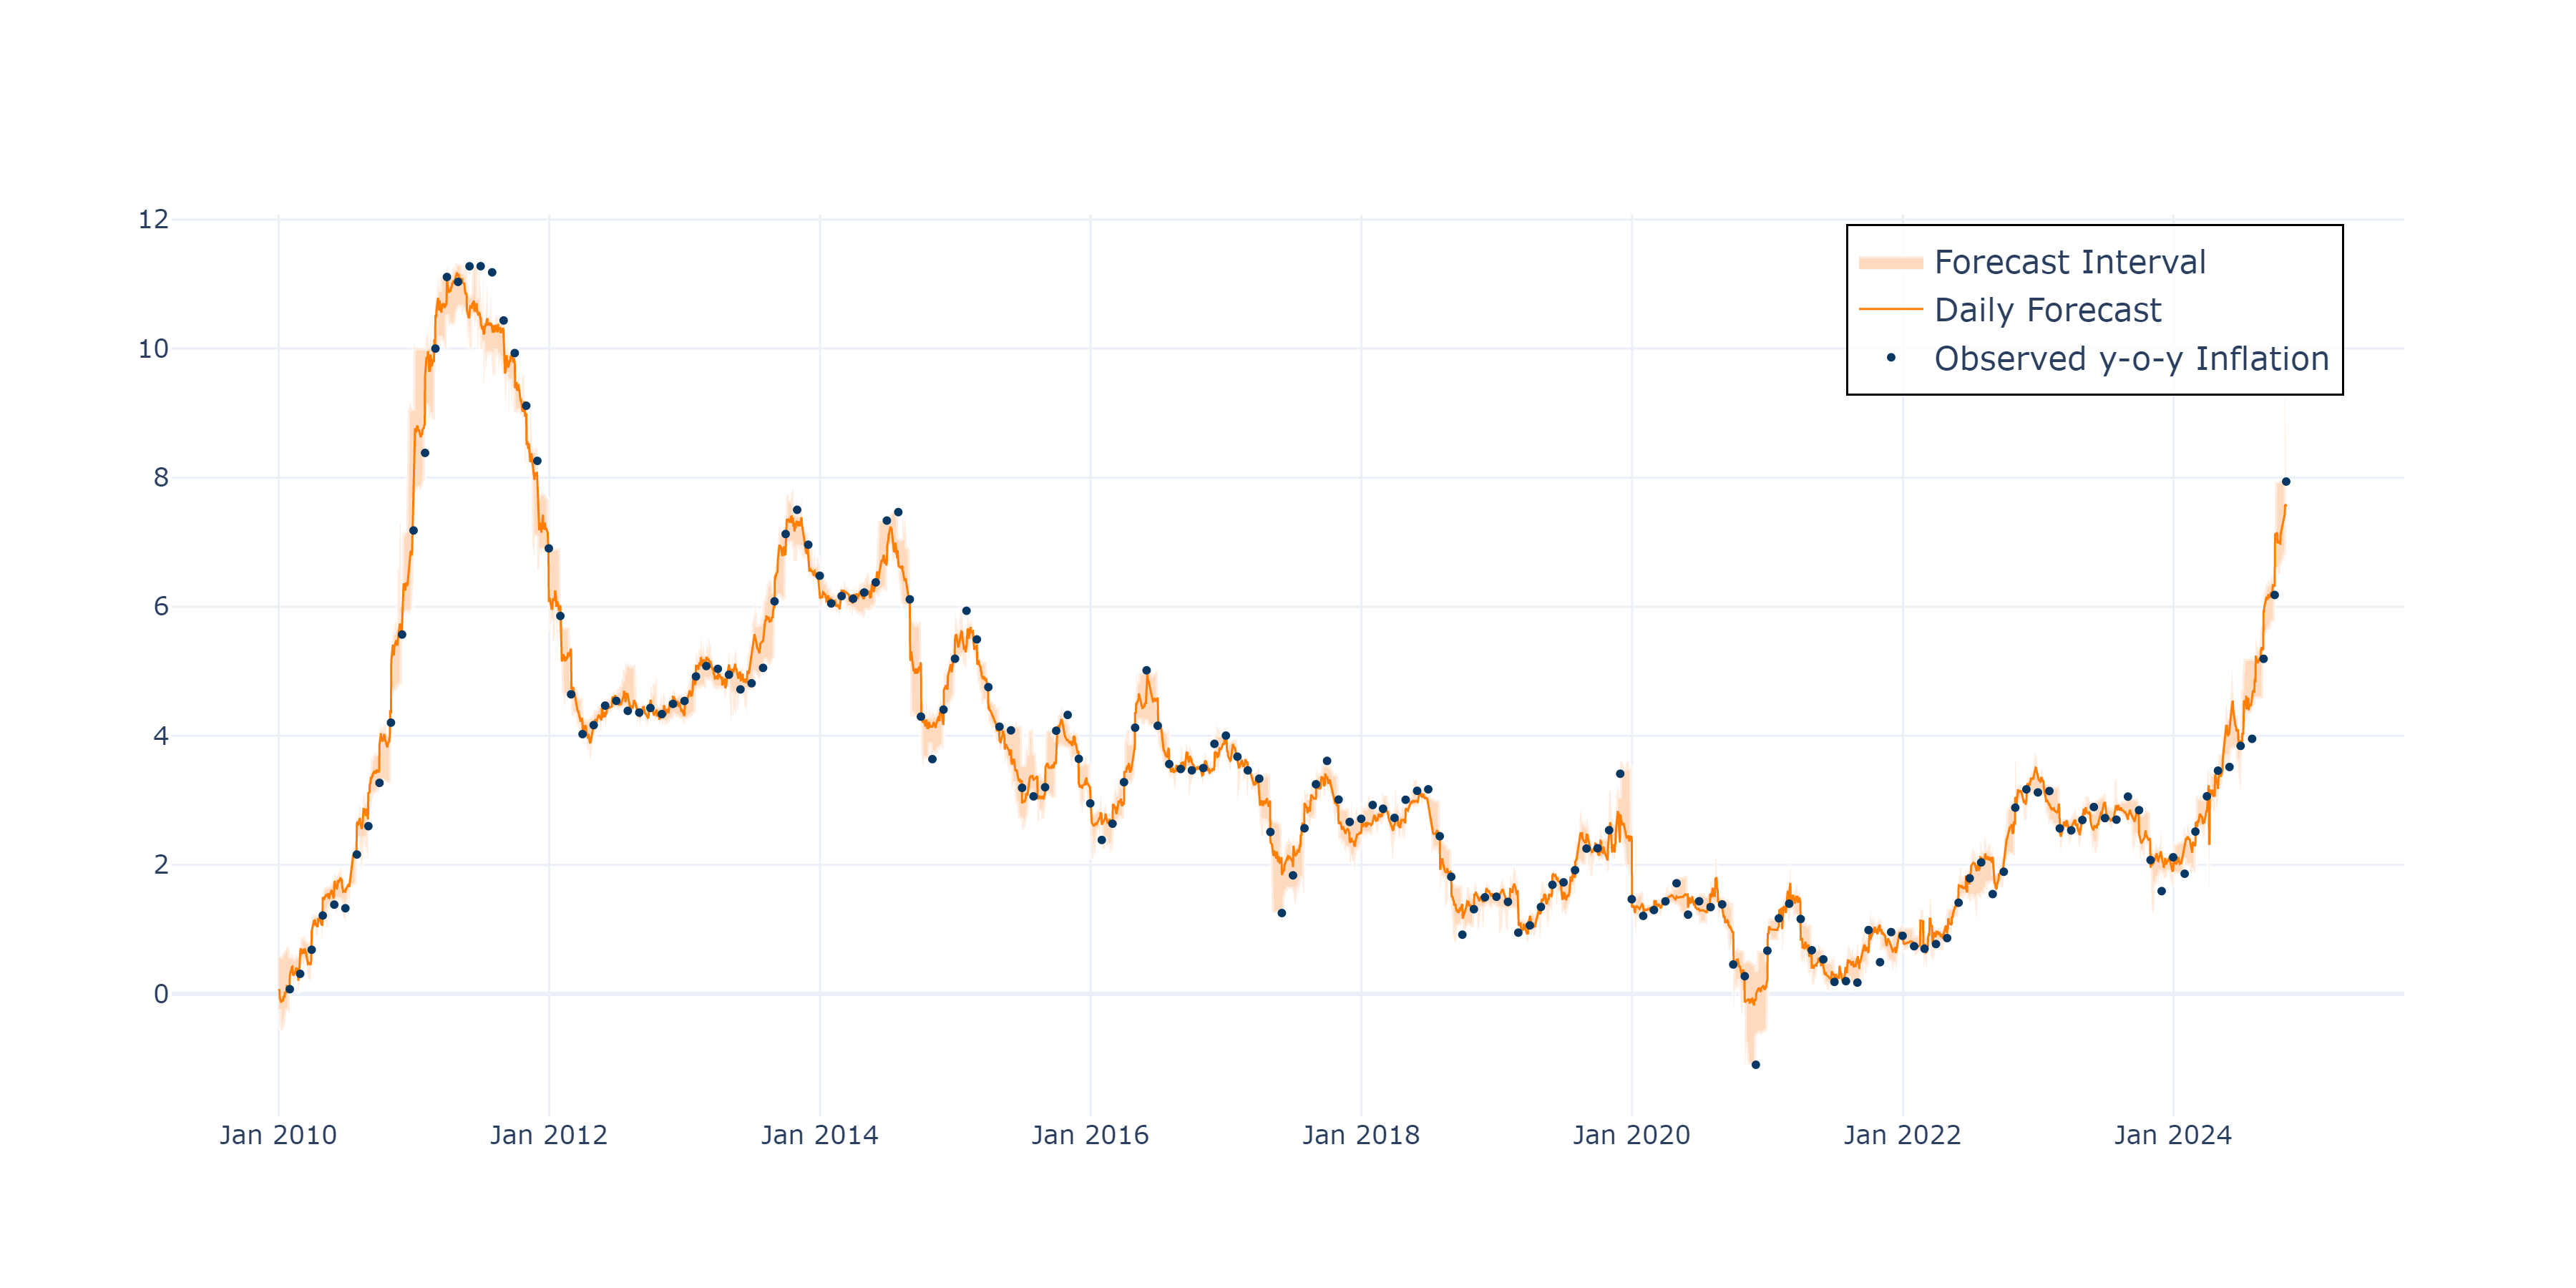 12
10
8
6
4
2
0
Forecast Interval
Daily Forecast
Observed y-o-y Inflation
Jan 2010 Jan 2012 Jan 2014 Jan 2016 Jan 2018 Jan 2020 Jan 2022 Jan 2024